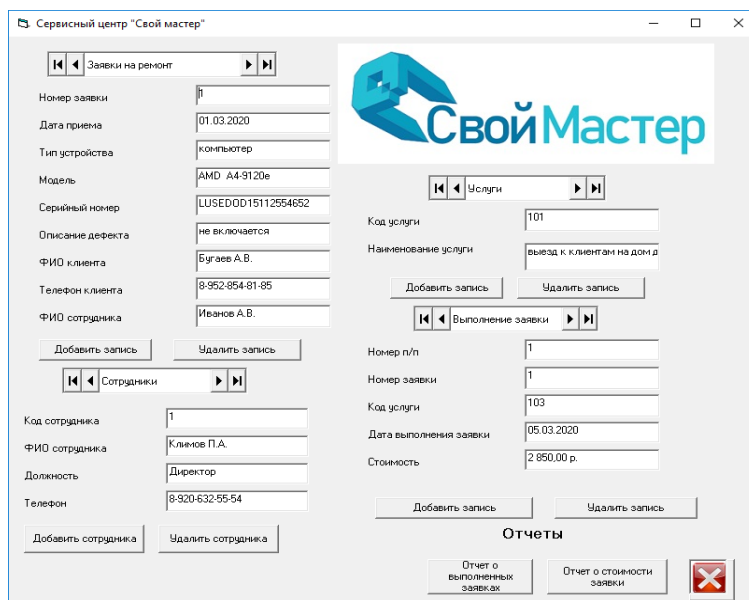 Сервисный центр "Свой мастер"
Заявки на ремонт
Номер заявки 1
Дата приема 01.03.2020
Тип устройства компьютер
Модель AMD A4-9120e
Серийный номер LUSEDOD15112554652
Описание дефекта не включается
ФИО клиента Бугаев А.В.
Телефон клиента 8-952-854-81-85
ФИО сотрудника Иванов А.В.
Добавить запись Удалить запись
Сотрудники
Код сотрудника 1
ФИО сотрудника Климов П.А.
Должность Директор
Телефон 8-920-632-55-54
Добавить сотрудника Удалить сотрудника
Свой Мастер
Услуги
Код услуги 101
Наименование услуги выезд к клиентам на дом д
Добавить запись Удалить запись
Выполнение заявки
Номер п/п 1
Номер заявки 1
Код услуги 103
Дата выполнения заявки 05.03.2020
Стоимость 2 850,00 р.
Добавить запись Удалить запись
Отчеты
Отчет о
выполненных
заявках
Отчет о стоимости
заявки